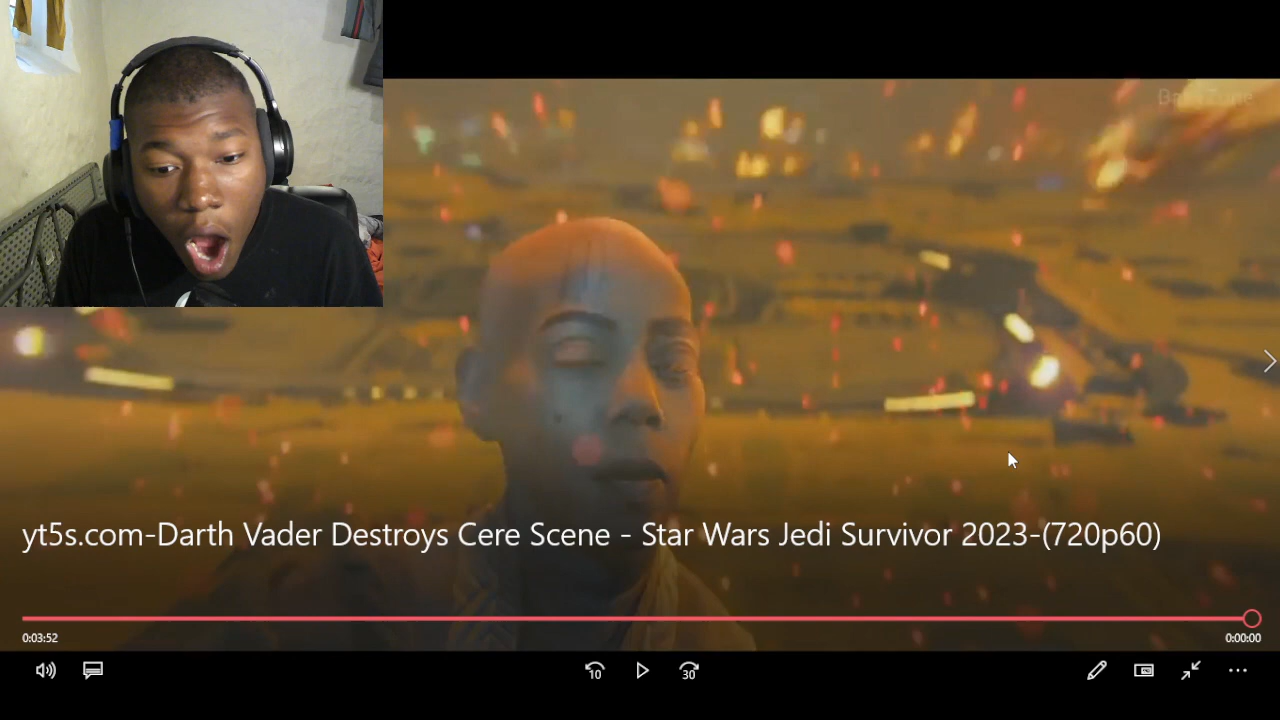 yt5s.com-Darth Vader Destroys Cere Scene - Star Wars Jedi Survivor 2023-(720p60)
0:03:52
0:00:00
10
30